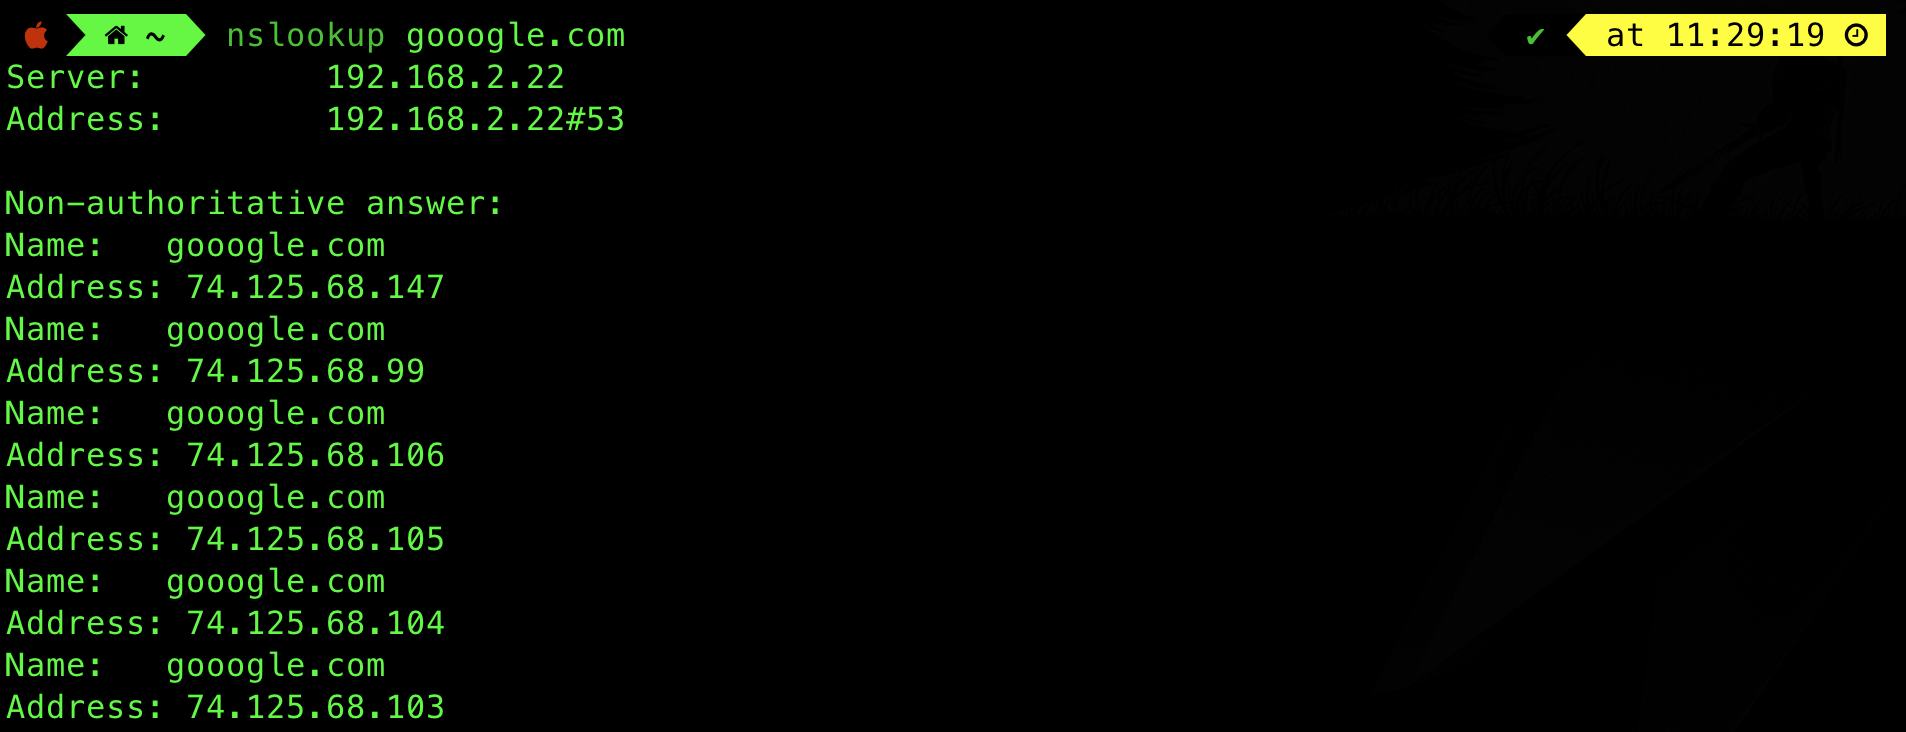 ~ nslookup gooogle.com ✔ at 11:29:19
Server: 192.168.2.22
Address: 192.168.2.22#53
Non-authoritative answer:
Name: gooogle.com
Address: 74.125.68.147
Name: gooogle.com
Address: 74.125.68.99
Name: gooogle.com
Address: 74.125.68.106
Name: gooogle.com
Address: 74.125.68.105
Name: gooogle.com
Address: 74.125.68.104
Name: gooogle.com
Address: 74.125.68.103